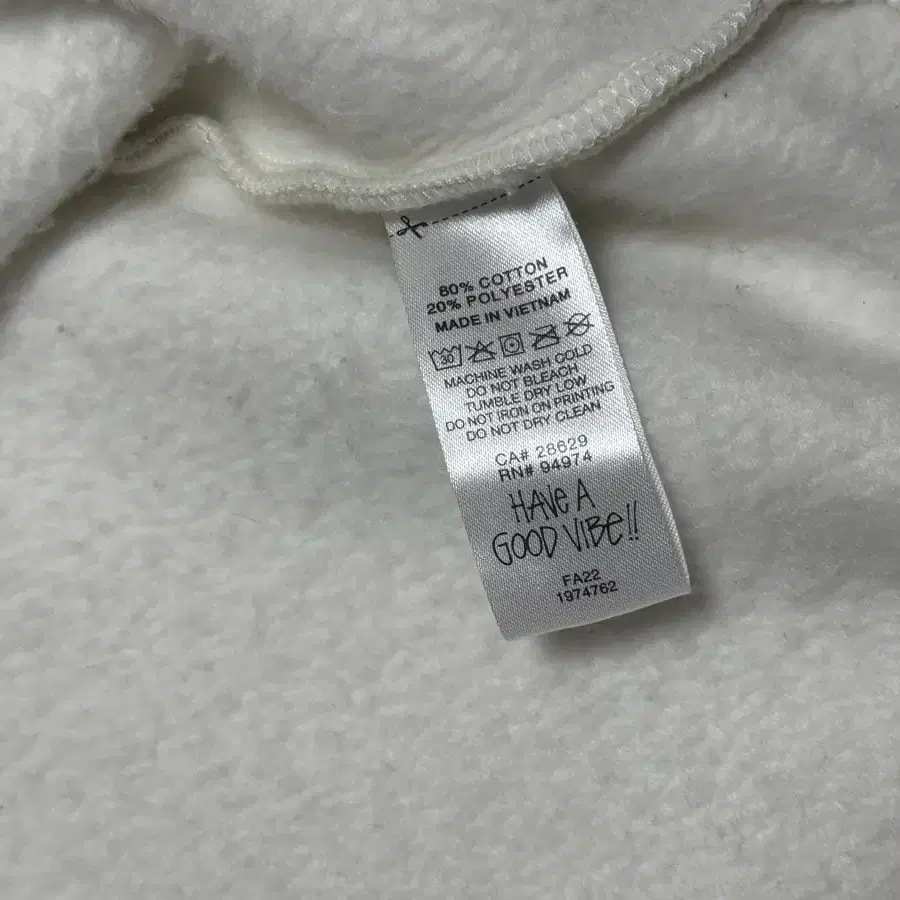 80% COTTON
20% POLYESTER
MADE IN VIETNAM
30
MACHINE WASH COLD
DO NOT BLEACH
TUMBLE DRY LOW
DO NOT IRON ON PRINTING
DO NOT DRY CLEAN
CA# 28629
RN# 94974
HAVE A
GOOD VIBE!!
FA22
1974762